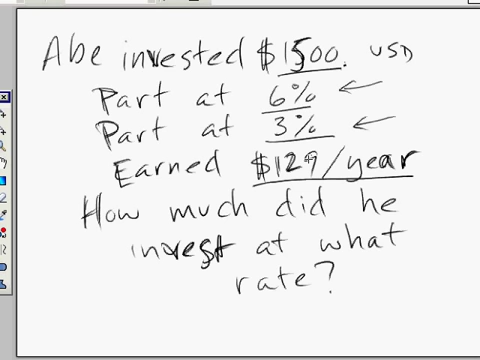 Abe invested $1500. USD
Part at 6% ←
Part at 3% ←
Earned $129/year
How much did he
invest at what
rate?